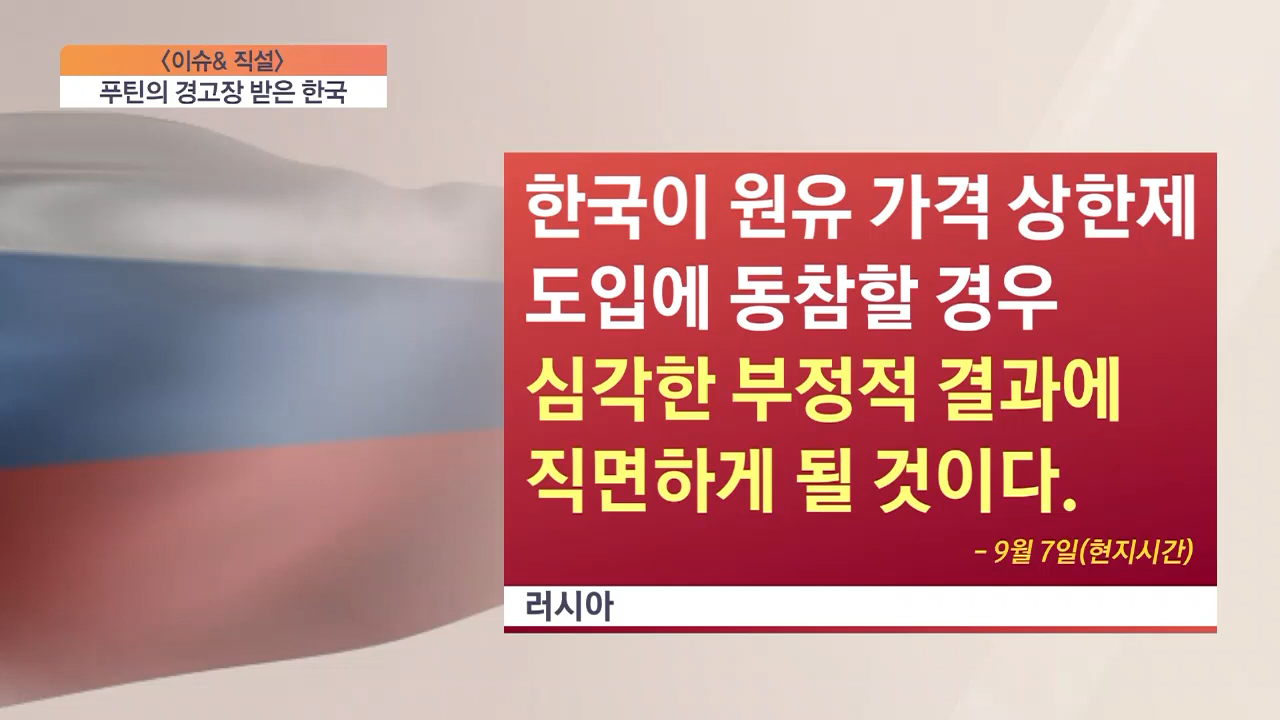 〈이슈& 직설〉
푸틴의 경고장 받은 한국
한국이 원유 가격 상한제
도입에 동참할 경우
심각한 부정적 결과에
직면하게 될 것이다.
- 9월 7일(현지시간)
러시아